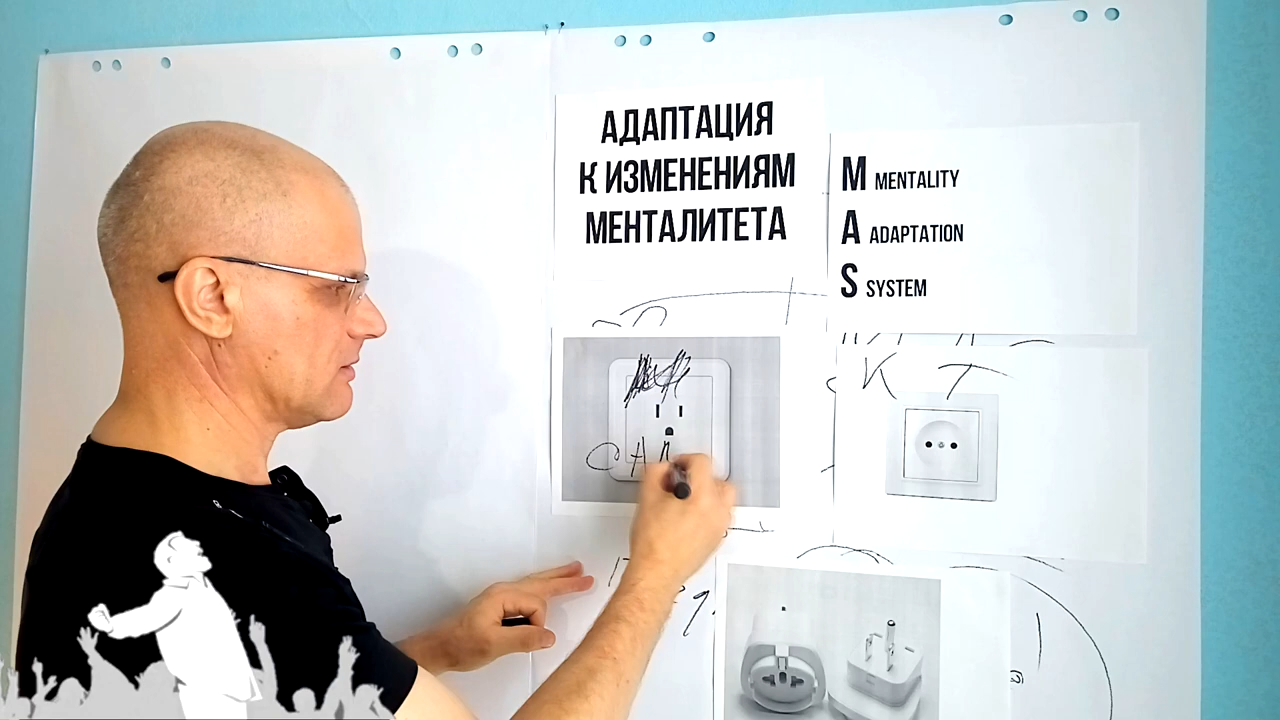 АДАПТАЦИЯ
К ИЗМЕНЕНИЯМ
МЕНТАЛИТЕТА
M MENTALITY
A ADAPTATION
S SYSTEM
К Т